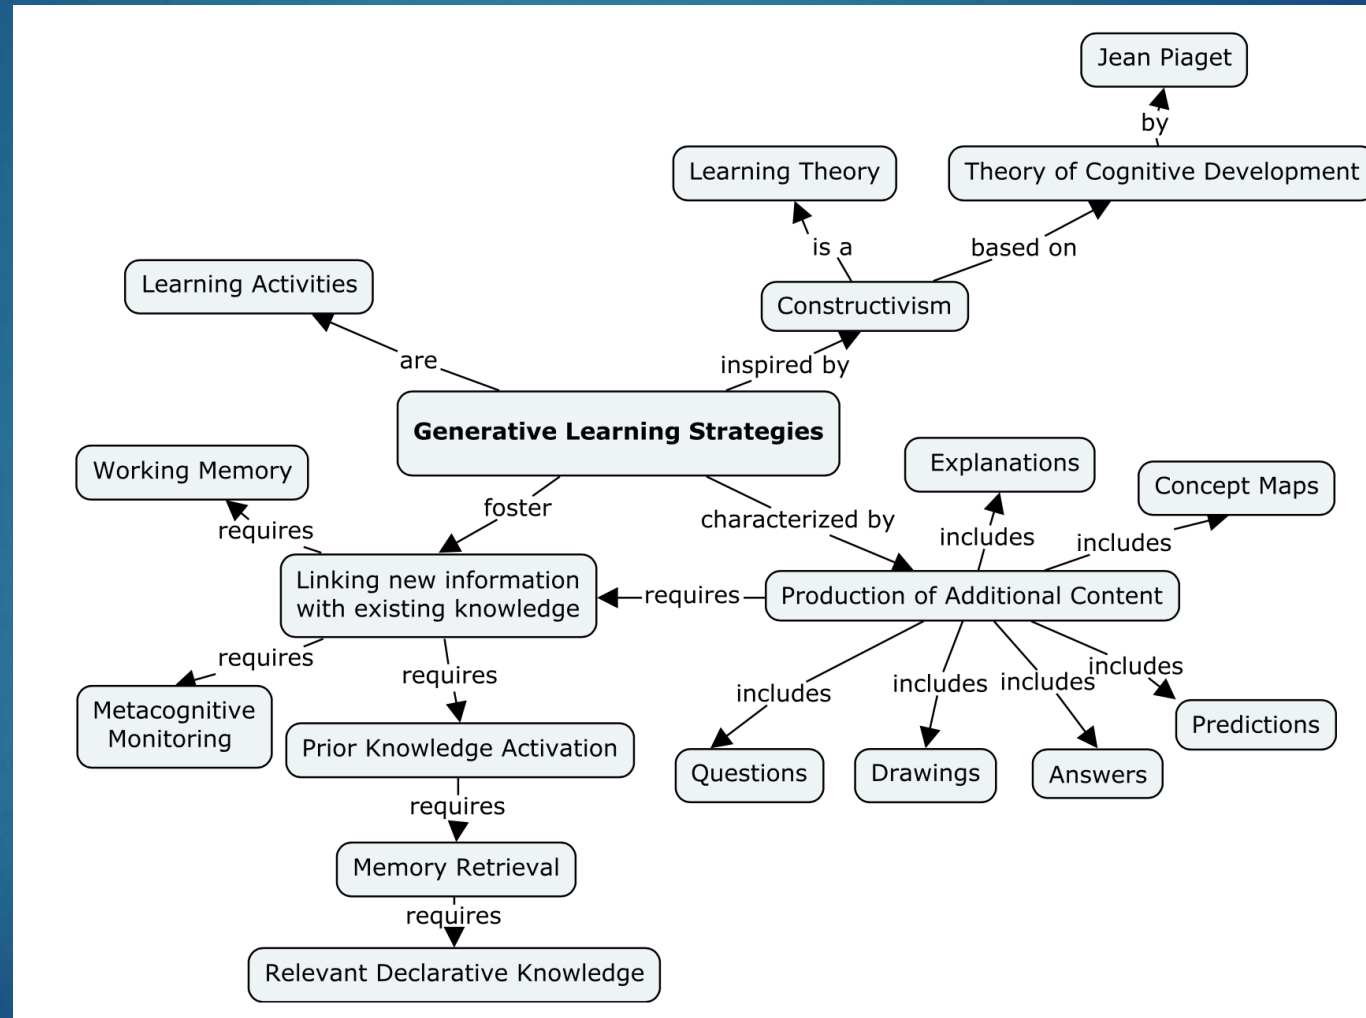 Jean Piaget
by
Learning Theory
Theory of Cognitive Development
is a
based on
Learning Activities
Constructivism
are
inspired by
Generative Learning Strategies
Working Memory
Explanations
Concept Maps
foster
characterized by
requires
includes
includes
Linking new information
with existing knowledge
requires
Production of Additional Content
requires
requires
includes
includes
includes
includes
Metacognitive
Monitoring
Prior Knowledge Activation
Predictions
Questions
Drawings
Answers
requires
Memory Retrieval
requires
Relevant Declarative Knowledge